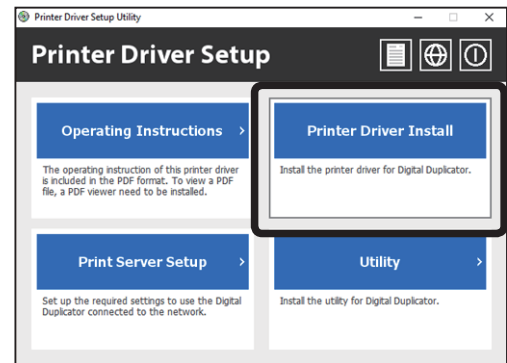 Printer Driver Setup Utility
Printer Driver Setup
Operating Instructions
The operating instruction of this printer driver
is included in the PDF format. To view a PDF
file, a PDF viewer need to be installed.
Printer Driver Install
Install the printer driver for Digital Duplicator.
Print Server Setup
Set up the required settings to use the Digital
Duplicator connected to the network.
Utility
Install the utility for Digital Duplicator.